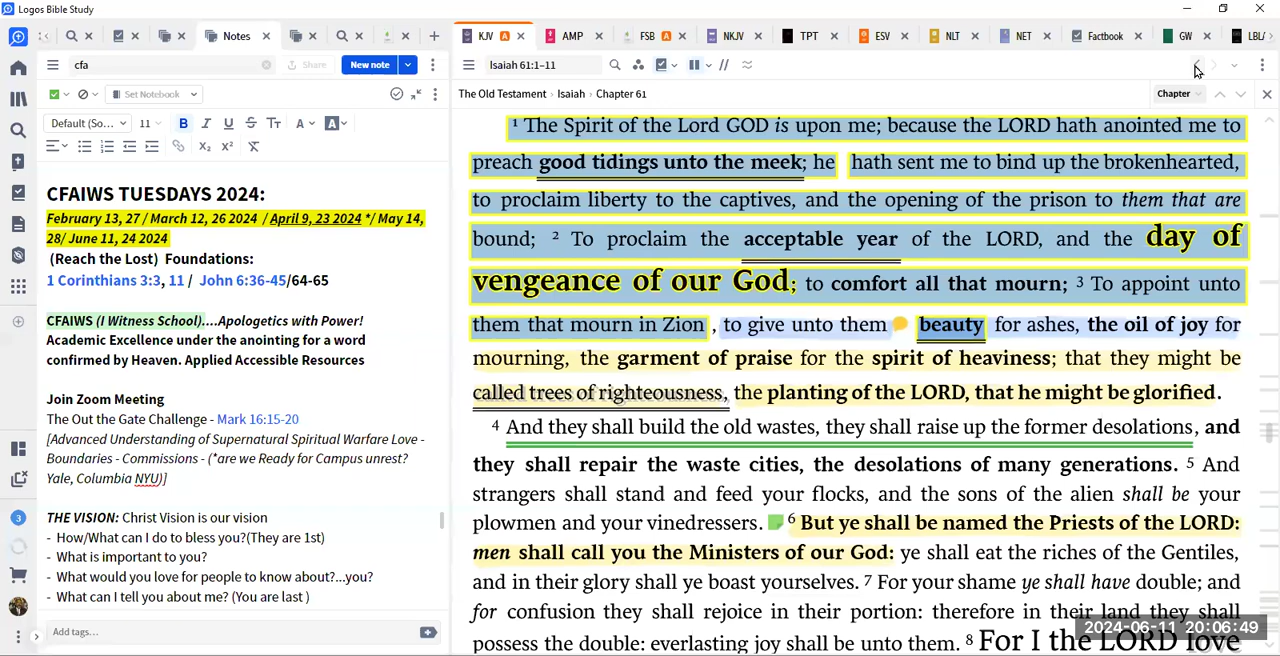 Logos Bible Study
Notes
KJV A
AMP
FSB A
NKJV
TPT
ESV
NLT
NET
Factbook
GW
LBLA
cfa
Share
New note
Isaiah 61:1–11
Set Notebook
The Old Testament › Isaiah › Chapter 61
Chapter
Default (So...
11
B I U S Tт A A
X₂ X²
CFAIWS TUESDAYS 2024:
February 13, 27 / March 12, 26 2024 / April 9, 23 2024 */ May 14,
28/ June 11, 24 2024
(Reach the Lost) Foundations:
1 Corinthians 3:3, 11 / John 6:36-45/64-65
CFAIWS (I Witness School)....Apologetics with Power!
Academic Excellence under the anointing for a word
confirmed by Heaven. Applied Accessible Resources
Join Zoom Meeting
The Out the Gate Challenge - Mark 16:15-20
[Advanced Understanding of Supernatural Spiritual Warfare Love -
Boundaries - Commissions - (*are we Ready for Campus unrest?
Yale, Columbia NYU)]
THE VISION: Christ Vision is our vision
- How/What can I do to bless you?(They are 1st)
- What is important to you?
- What would you love for people to know about?...you?
- What can I tell you about me? (You are last )
Add tags...
3
1 The Spirit of the Lord GOD is upon me; because the LORD hath anointed me to
preach good tidings unto the meek; he hath sent me to bind up the brokenhearted,
to proclaim liberty to the captives, and the opening of the prison to them that are
bound; 2 To proclaim the acceptable year of the LORD, and the day of
vengeance of our God; to comfort all that mourn; 3 To appoint unto
them that mourn in Zion , to give unto them beauty for ashes, the oil of joy for
mourning, the garment of praise for the spirit of heaviness; that they might be
called trees of righteousness, the planting of the LORD, that he might be glorified.
4 And they shall build the old wastes, they shall raise up the former desolations, and
they shall repair the waste cities, the desolations of many generations. 5 And
strangers shall stand and feed your flocks, and the sons of the alien shall be your
plowmen and your vinedressers. 6 But ye shall be named the Priests of the LORD:
men shall call you the Ministers of our God: ye shall eat the riches of the Gentiles,
and in their glory shall ye boast yourselves. 7 For your shame ye shall have double; and
for confusion they shall rejoice in their portion: therefore in their land they shall
possess the double: everlasting joy shall be unto them. 8 For I the LORD love
2024-06-11 20:06:49